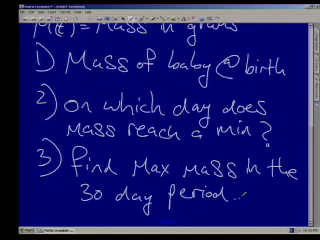 M(t) = Mass in grams
1) Mass of baby @ birth
2) on which day does
mass reach a min?
3) find Max mass in the
30 day period...